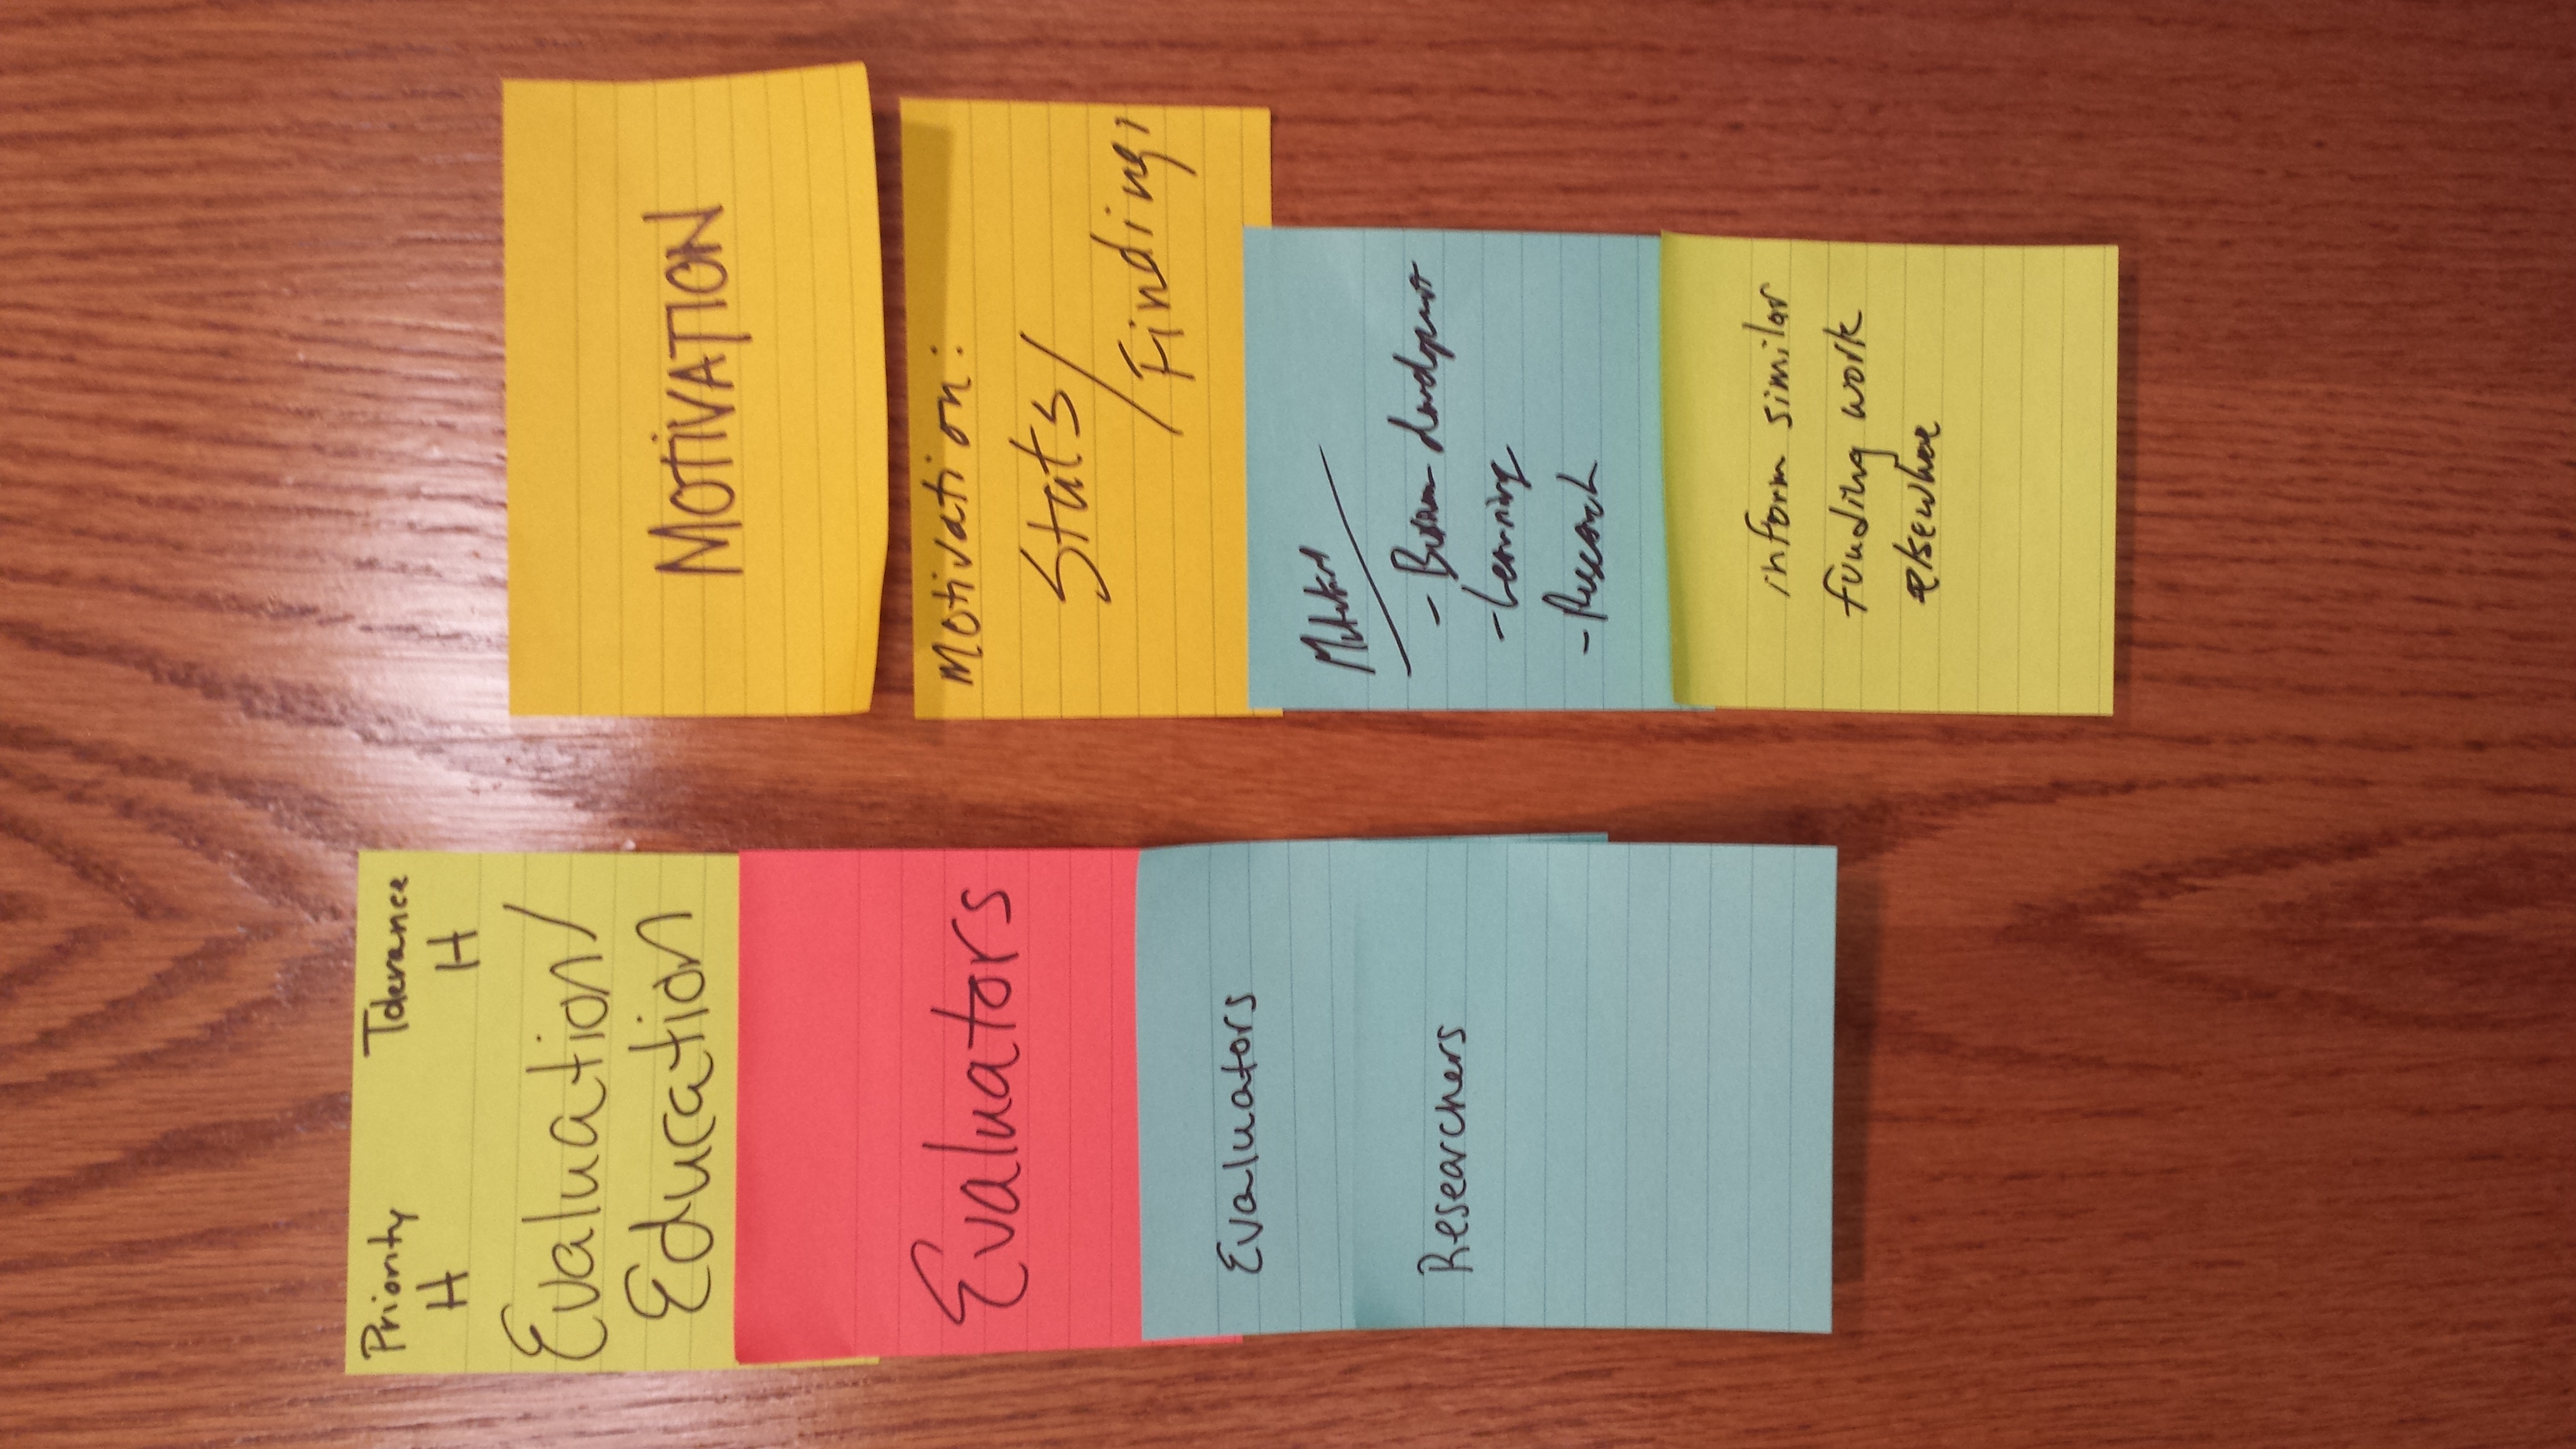 Priority Tolerance
H H
Evaluation/
Education
Evaluators
Evaluators
Researchers
MOTIVATION
Motivation:
Stats/
Findings
Motivation
- Business development
- Learning
- Research
inform similar
funding work
elsewhere